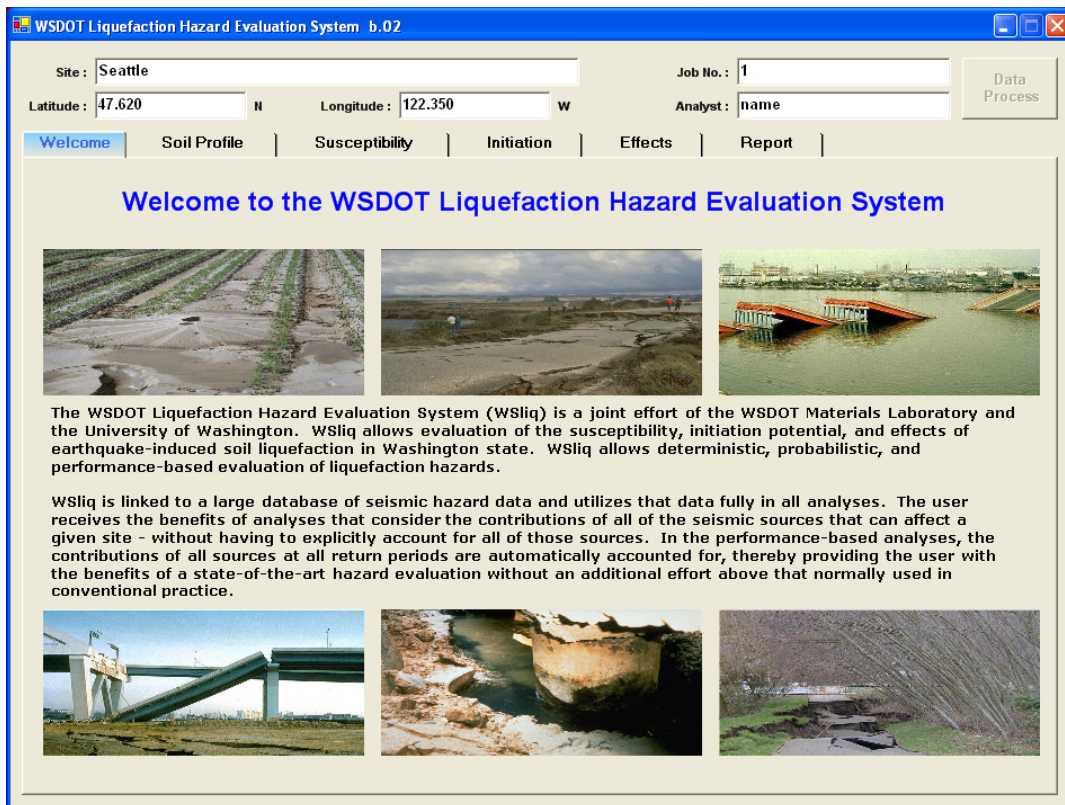 WSDOT Liquefaction Hazard Evaluation System b.02
Site : Seattle Job No. : 1
Data Process
Latitude : 47.620 N Longitude : 122.350 W Analyst : name
Welcome Soil Profile Susceptibility Initiation Effects Report
Welcome to the WSDOT Liquefaction Hazard Evaluation System
The WSDOT Liquefaction Hazard Evaluation System (WSliq) is a joint effort of the WSDOT Materials Laboratory and
the University of Washington. WSliq allows evaluation of the susceptibility, initiation potential, and effects of
earthquake-induced soil liquefaction in Washington state. WSliq allows deterministic, probabilistic, and
performance-based evaluation of liquefaction hazards.
WSliq is linked to a large database of seismic hazard data and utilizes that data fully in all analyses. The user
receives the benefits of analyses that consider the contributions of all of the seismic sources that can affect a
given site - without having to explicitly account for all of those sources. In the performance-based analyses, the
contributions of all sources at all return periods are automatically accounted for, thereby providing the user with
the benefits of a state-of-the-art hazard evaluation without an additional effort above that normally used in
conventional practice.